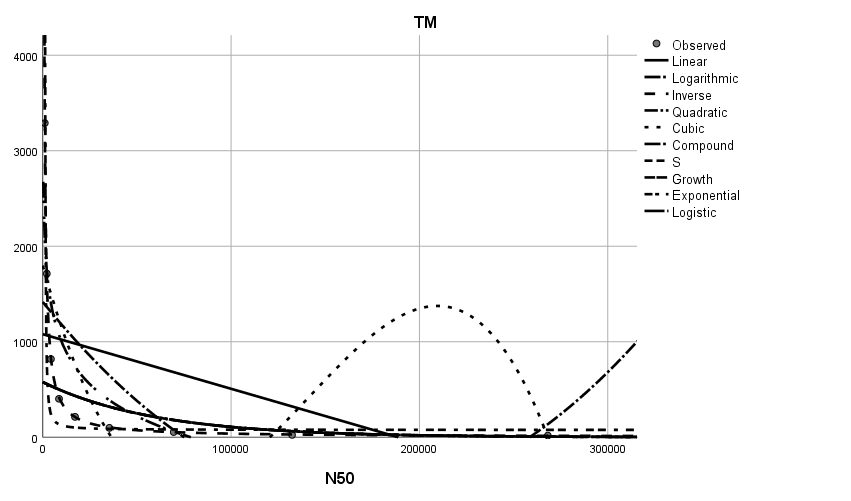 TM
4000
3000
2000
1000
0
0
100000
200000
300000
N50
Observed
Linear
Logarithmic
Inverse
Quadratic
Cubic
Compound
S
Growth
Exponential
Logistic